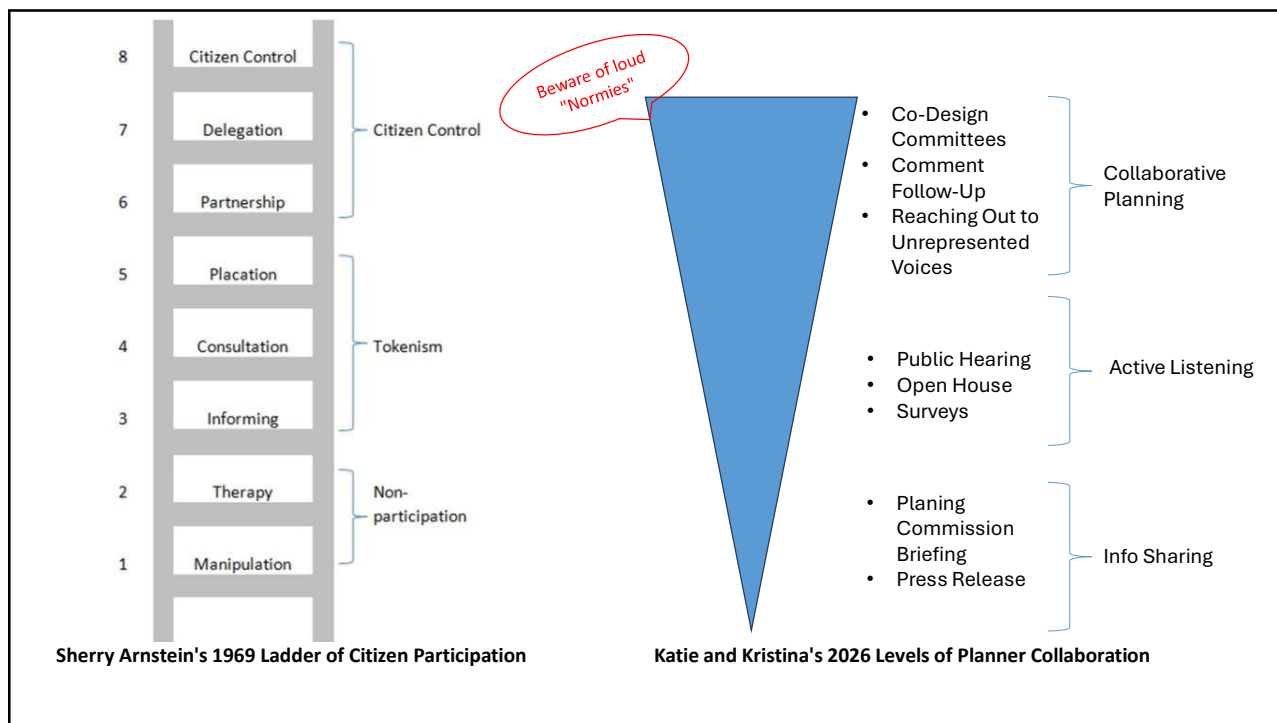 8
Citizen Control
7
Delegation
Citizen Control
6
Partnership
5
Placation
4
Consultation
Tokenism
3
Informing
2
Therapy
Non-
participation
1
Manipulation
Sherry Arnstein's 1969 Ladder of Citizen Participation
Beware of loud
"Normies"
• Co-Design
Committees
• Comment
Follow-Up
• Reaching Out to
Unrepresented
Voices
Collaborative
Planning
• Public Hearing
• Open House
• Surveys
Active Listening
• Planing
Commission
Briefing
• Press Release
Info Sharing
Katie and Kristina's 2026 Levels of Planner Collaboration